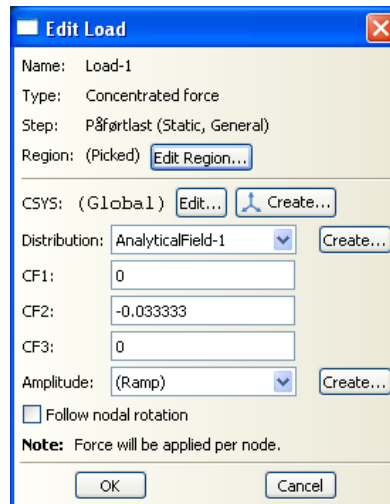 Edit Load
Name: Load-1
Type: Concentrated force
Step: Påførtlast (Static, General)
Region: (Picked) Edit Region...
CSYS: (Global) Edit... Create...
Distribution: AnalyticalField-1 Create...
CF1: 0
CF2: -0.033333
CF3: 0
Amplitude: (Ramp) Create...
Follow nodal rotation
Note: Force will be applied per node.
OK Cancel